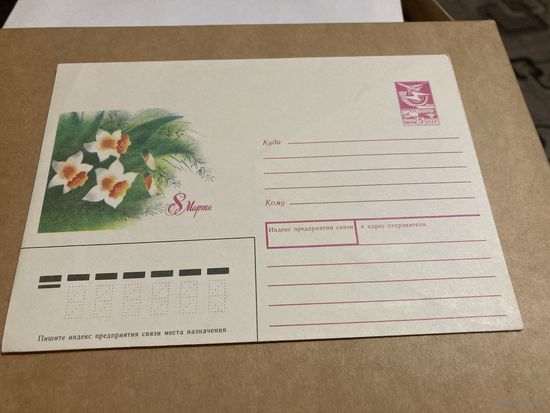 8 Марта
Куда
Кому
Индекс предприятия связи и адрес отправителя
Пишите индекс предприятия связи места назначения